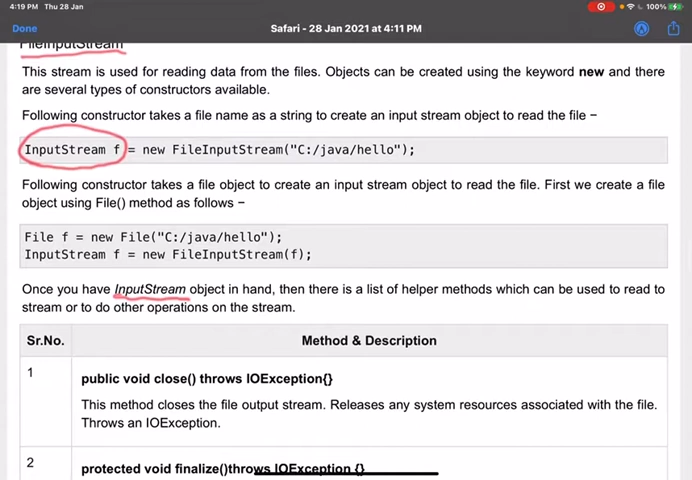 4:19 PM Thu 28 Jan
100%
Done
Safari - 28 Jan 2021 at 4:11 PM
FileInputStream
This stream is used for reading data from the files. Objects can be created using the keyword new and there
are several types of constructors available.
Following constructor takes a file name as a string to create an input stream object to read the file −
InputStream f = new FileInputStream("C:/java/hello");
Following constructor takes a file object to create an input stream object to read the file. First we create a file
object using File() method as follows −
File f = new File("C:/java/hello");
InputStream f = new FileInputStream(f);
Once you have InputStream object in hand, then there is a list of helper methods which can be used to read to
stream or to do other operations on the stream.
Sr.No.
Method & Description
1
public void close() throws IOException{}
This method closes the file output stream. Releases any system resources associated with the file.
Throws an IOException.
2
protected void finalize()throws IOException {}